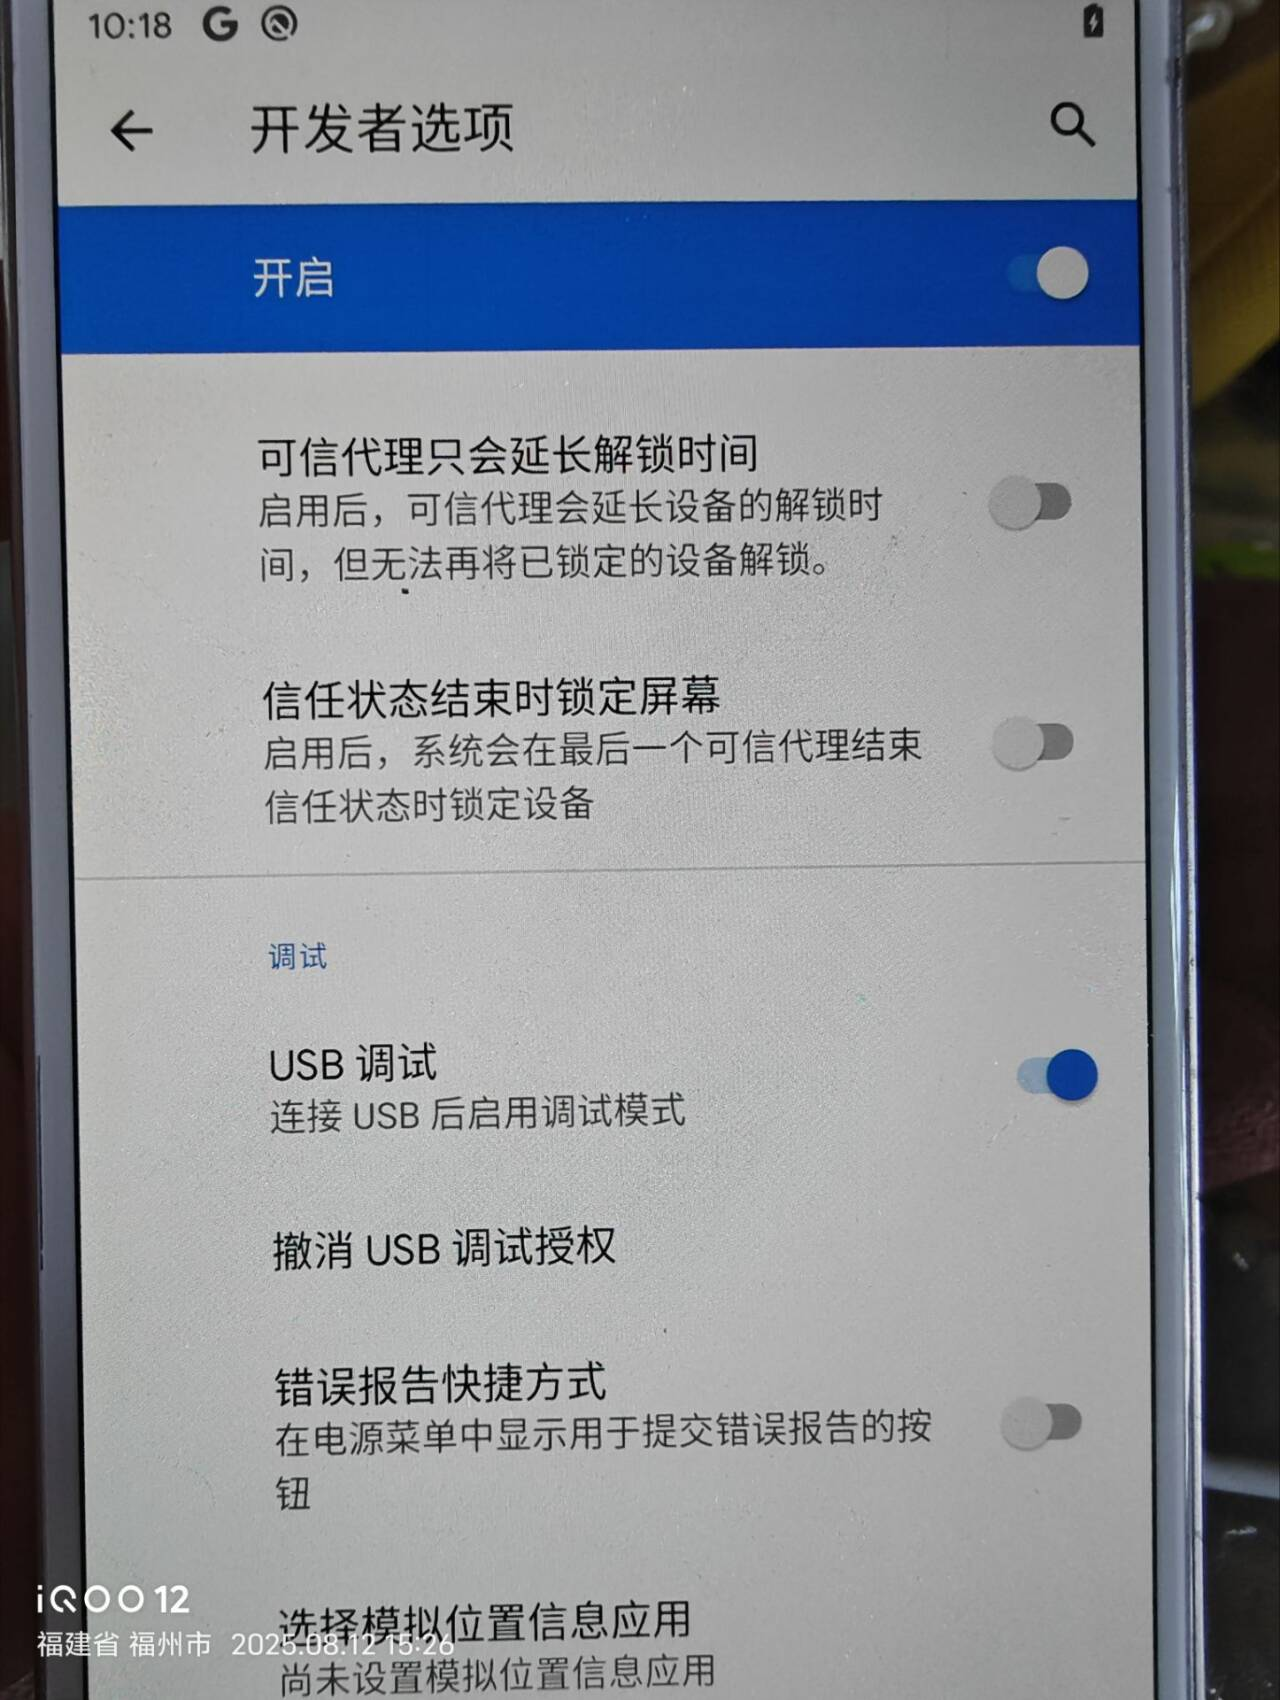 10:18
开发者选项
开启
可信代理只会延长解锁时间
启用后，可信代理会延长设备的解锁时
间，但无法再将已锁定的设备解锁。
信任状态结束时锁定屏幕
启用后，系统会在最后一个可信代理结束
信任状态时锁定设备
调试
USB 调试
连接 USB 后启用调试模式
撤消 USB 调试授权
错误报告快捷方式
在电源菜单中显示用于提交错误报告的按
钮
选择模拟位置信息应用
尚未设置模拟位置信息应用
iQOO 12
福建省 福州市 2025.08.12 15:26